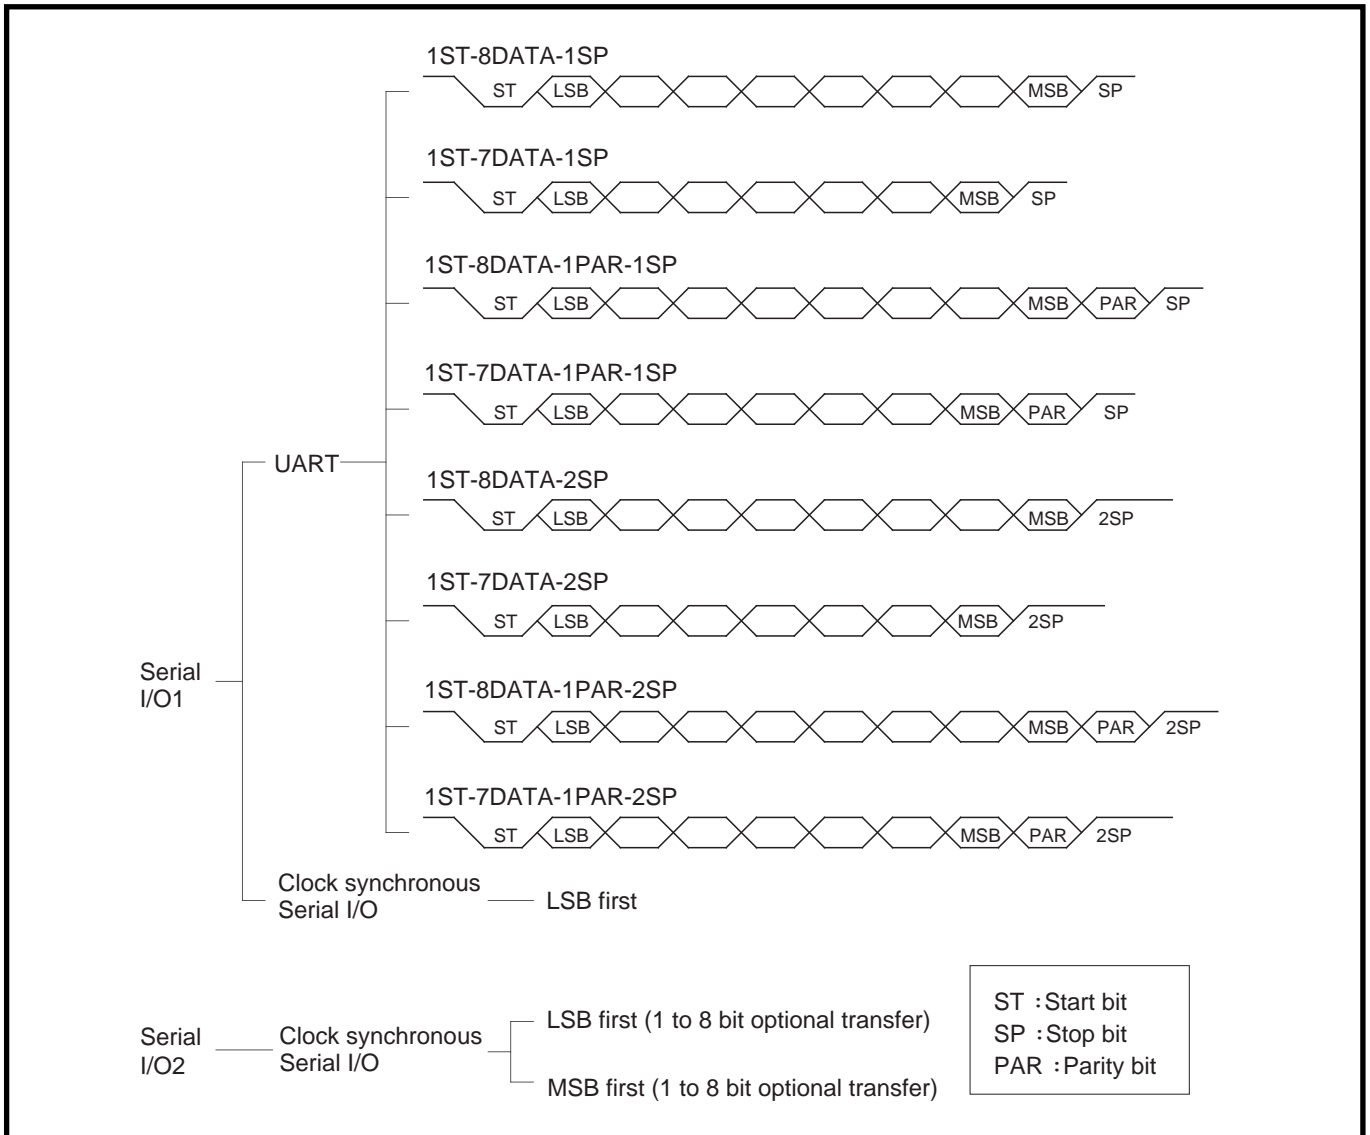 1ST-8DATA-1SP
ST LSB MSB SP
1ST-7DATA-1SP
ST LSB MSB SP
1ST-8DATA-1PAR-1SP
ST LSB MSB PAR SP
1ST-7DATA-1PAR-1SP
ST LSB MSB PAR SP
UART
1ST-8DATA-2SP
ST LSB MSB 2SP
1ST-7DATA-2SP
ST LSB MSB 2SP
Serial
I/O1
1ST-8DATA-1PAR-2SP
ST LSB MSB PAR 2SP
1ST-7DATA-1PAR-2SP
ST LSB MSB PAR 2SP
Clock synchronous
Serial I/O
LSB first
Serial
I/O2
Clock synchronous
Serial I/O
LSB first (1 to 8 bit optional transfer)
MSB first (1 to 8 bit optional transfer)
ST : Start bit
SP : Stop bit
PAR : Parity bit